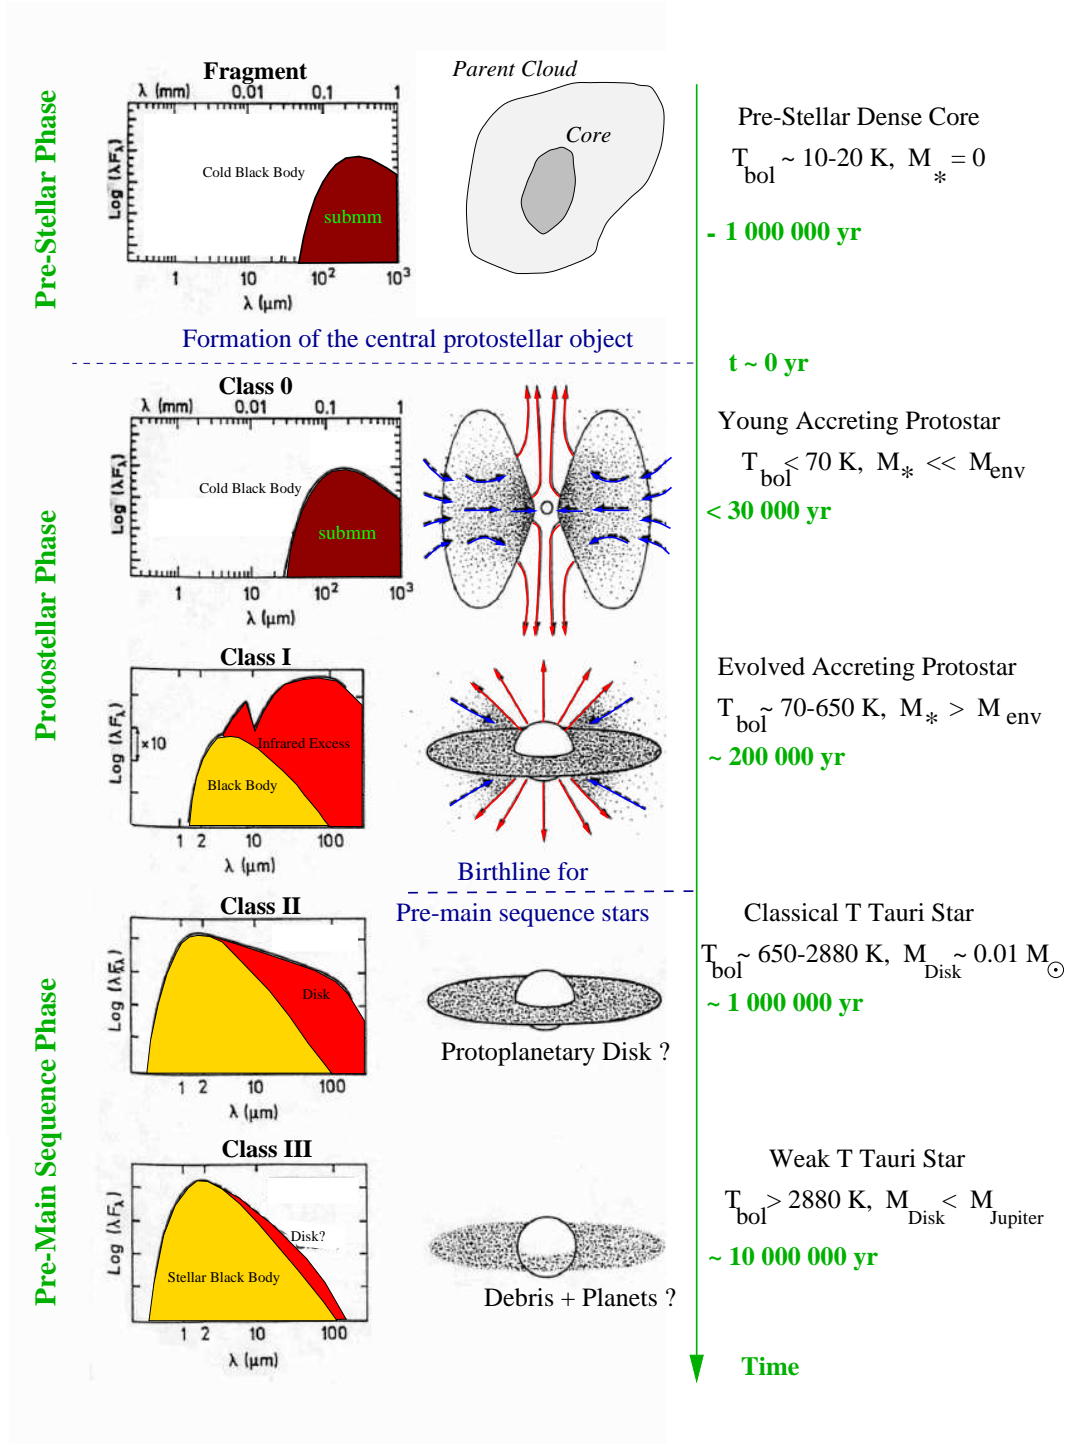 Pre-Stellar Phase
Fragment
λ (mm) 0.01 0.1 1
Log (λFλ)
Cold Black Body
submm
1 10 10² 10³
λ (μm)
Parent Cloud
Core
Pre-Stellar Dense Core
T_bol ~ 10-20 K, M_* = 0
- 1 000 000 yr
Formation of the central protostellar object
t ~ 0 yr
Protostellar Phase
Class 0
λ (mm) 0.01 0.1 1
Log (λFλ)
Cold Black Body
submm
1 10 10² 10³
λ (μm)
Young Accreting Protostar
T_bol < 70 K, M_* << M_env
< 30 000 yr
Class I
Log (λFλ)
×10
Infrared Excess
Black Body
1 2 10 100
λ (μm)
Evolved Accreting Protostar
T_bol ~ 70-650 K, M_* > M_env
~ 200 000 yr
Birthline for
Pre-main sequence stars
Pre-Main Sequence Phase
Class II
Log (λFλ)
Disk
1 2 10 100
λ (μm)
Protoplanetary Disk ?
Classical T Tauri Star
T_bol ~ 650-2880 K, M_Disk ~ 0.01 M_☉
~ 1 000 000 yr
Class III
Log (λFλ)
Disk?
Stellar Black Body
1 2 10 100
λ (μm)
Debris + Planets ?
Weak T Tauri Star
T_bol > 2880 K, M_Disk < M_Jupiter
~ 10 000 000 yr
Time